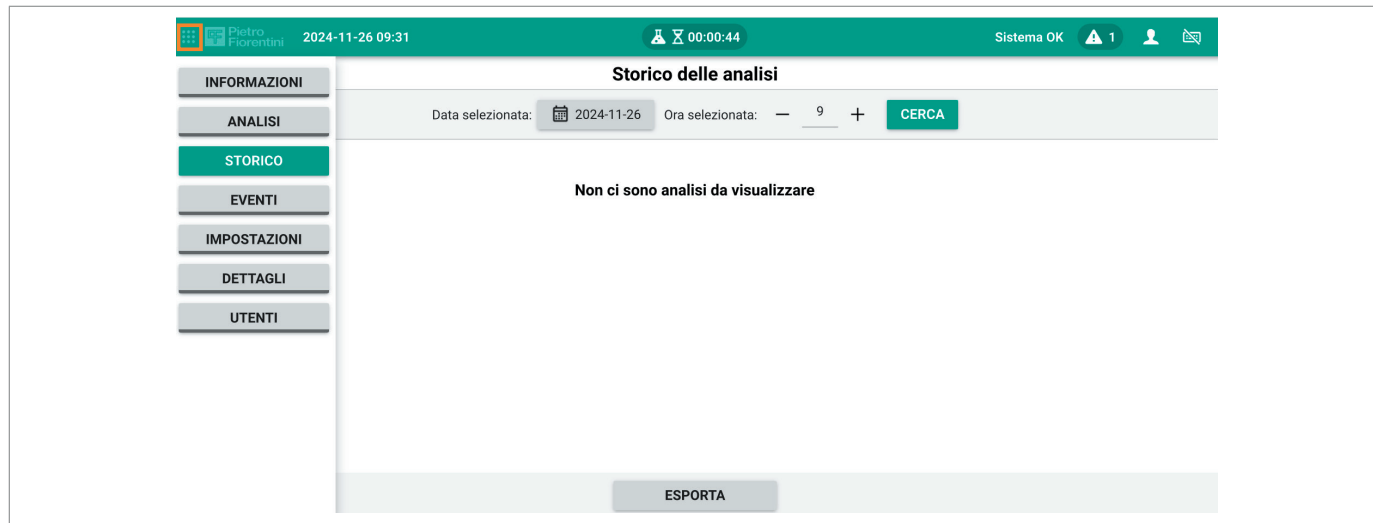 Pietro
Fiorentini
2024-11-26 09:31
00:00:44
Sistema OK
1
INFORMAZIONI
ANALISI
STORICO
EVENTI
IMPOSTAZIONI
DETTAGLI
UTENTI
Storico delle analisi
Data selezionata: 2024-11-26 Ora selezionata: — 9 + CERCA
Non ci sono analisi da visualizzare
ESPORTA